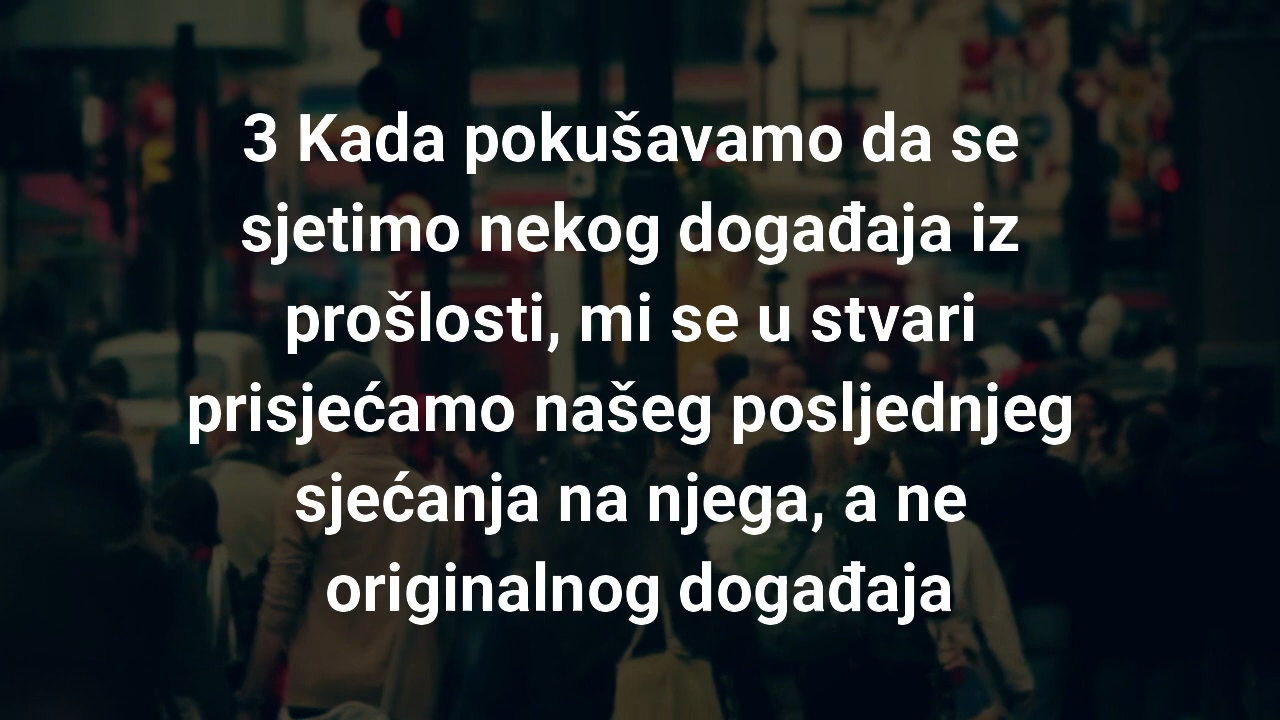 3 Kada pokušavamo da se
sjetimo nekog događaja iz
prošlosti, mi se u stvari
prisjećamo našeg posljednjeg
sjećanja na njega, a ne
originalnog događaja